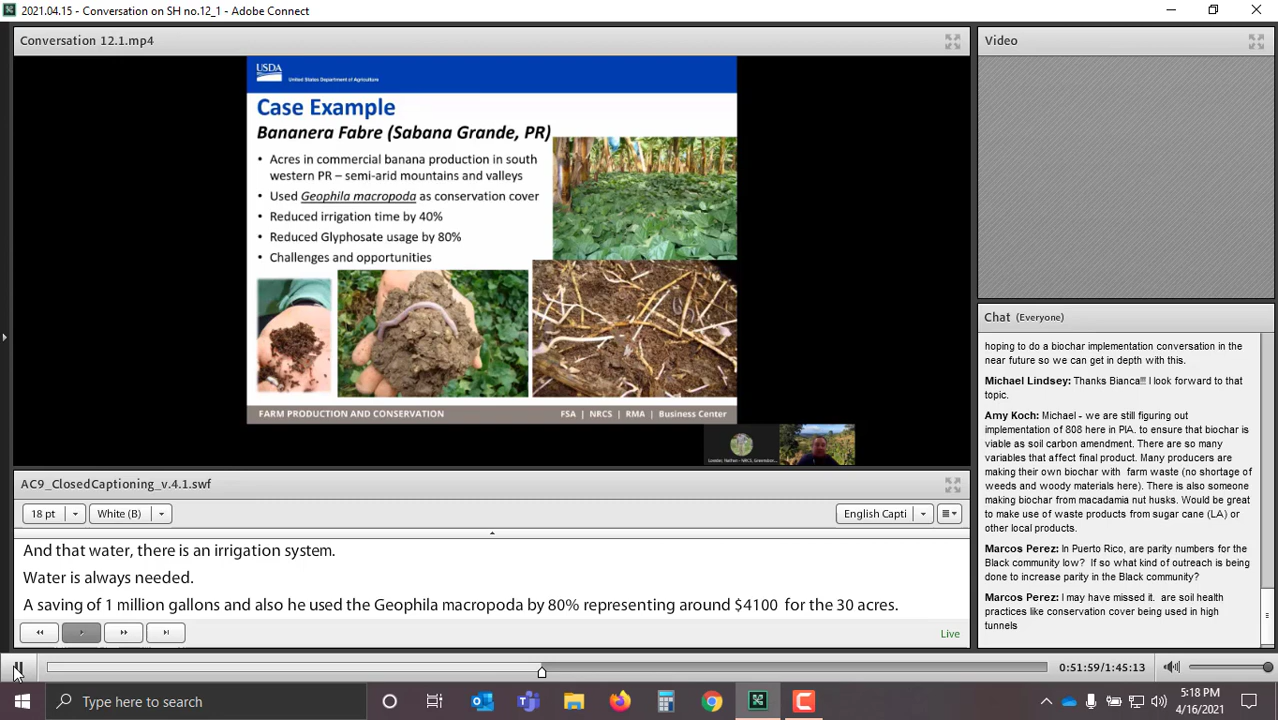 2021.04.15 - Conversation on SH no.12_1 - Adobe Connect
Conversation 12.1.mp4
USDA
United States Department of Agriculture
Case Example
Bananera Fabre (Sabana Grande, PR)
• Acres in commercial banana production in south
western PR – semi-arid mountains and valleys
• Used Geophila macropoda as conservation cover
• Reduced irrigation time by 40%
• Reduced Glyphosate usage by 80%
• Challenges and opportunities
FARM PRODUCTION AND CONSERVATION
FSA | NRCS | RMA | Business Center
AC9_ClosedCaptioning_v.4.1.swf
18 pt
White (B)
English Capti
And that water, there is an irrigation system.
Water is always needed.
A saving of 1 million gallons and also he used the Geophila macropoda by 80% representing around $4100 for the 30 acres.
Live
Video
Chat (Everyone)
hoping to do a biochar implementation conversation in the
near future so we can get in depth with this.
Michael Lindsey: Thanks Bianca!!! I look forward to that
topic.
Amy Koch: Michael - we are still figuring out
implementation of 808 here in PIA. to ensure that biochar is
viable as soil carbon amendment. There are so many
variables that affect final product. Many producers are
making their own biochar with farm waste (no shortage of
weeds and woody materials here). There is also someone
making biochar from macadamia nut husks. Would be great
to make use of waste products from sugar cane (LA) or
other local products.
Marcos Perez: In Puerto Rico, are parity numbers for the
Black community low? If so what kind of outreach is being
done to increase parity in the Black community?
Marcos Perez: I may have missed it. are soil health
practices like conservation cover being used in high
tunnels
0:51:59/1:45:13
Type here to search
5:18 PM
4/16/2021